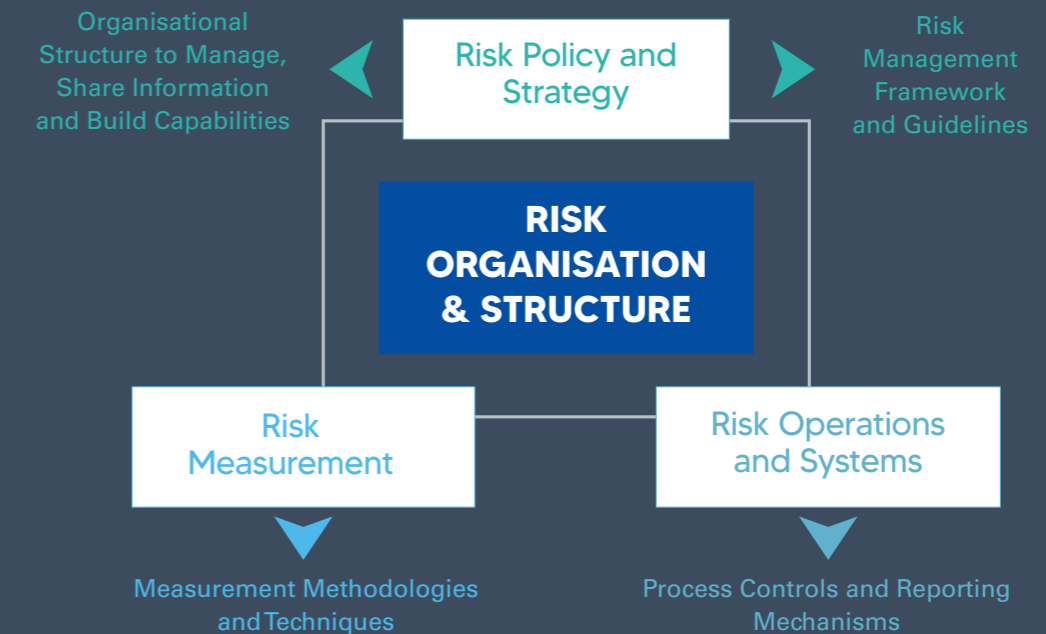 Organisational
Structure to Manage,
Share Information
and Build Capabilities
Risk Policy and
Strategy
Risk
Management
Framework
and Guidelines
RISK
ORGANISATION
& STRUCTURE
Risk
Measurement
Risk Operations
and Systems
Measurement Methodologies
and Techniques
Process Controls and Reporting
Mechanisms